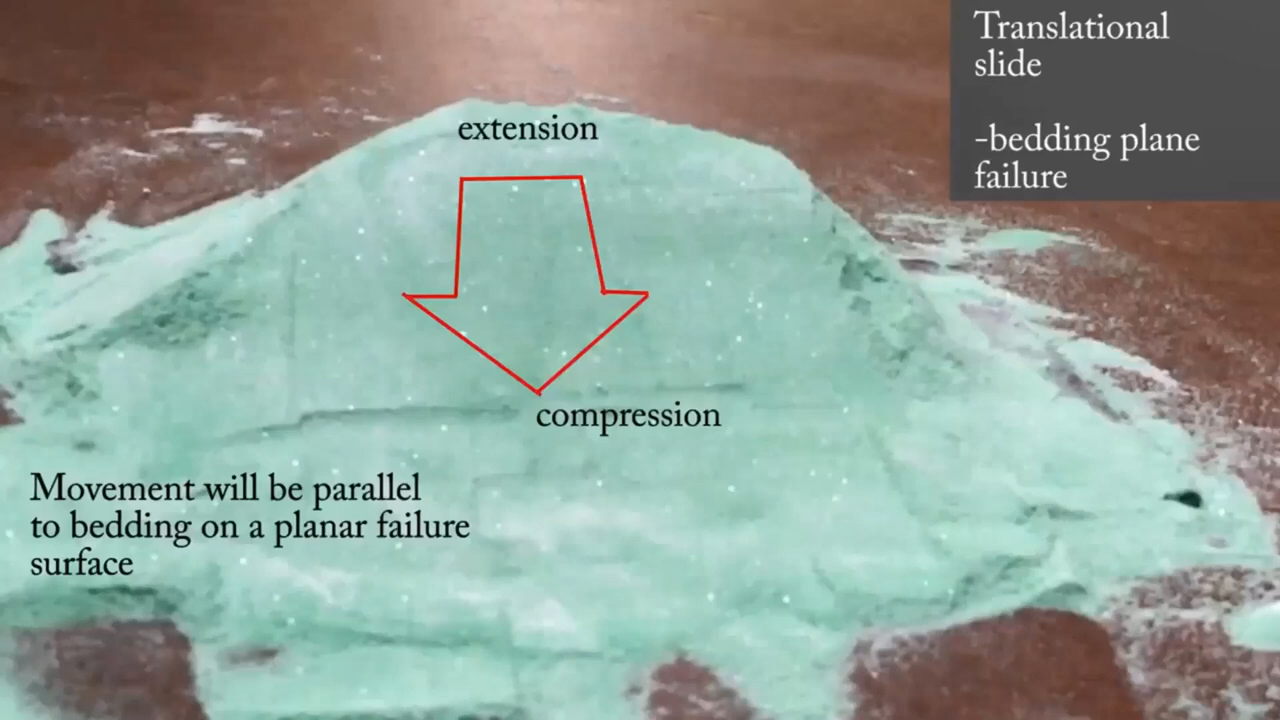 Translational
slide
-bedding plane
failure
extension
compression
Movement will be parallel
to bedding on a planar failure
surface